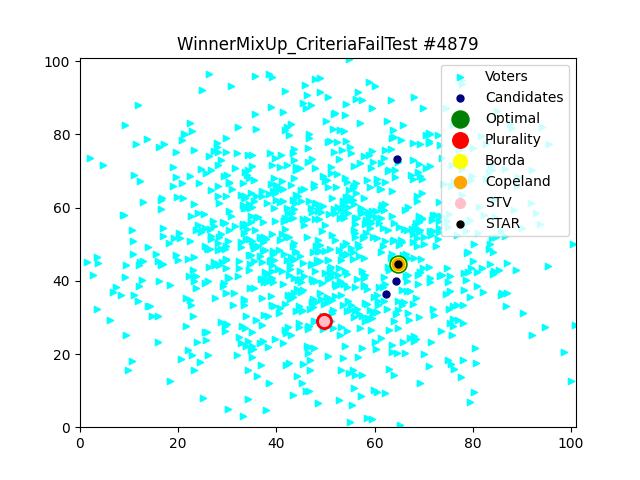 WinnerMixUp_CriteriaFailTest #4879
100
80
60
40
20
0
0
20
40
60
80
100
Voters
Candidates
Optimal
Plurality
Borda
Copeland
STV
STAR